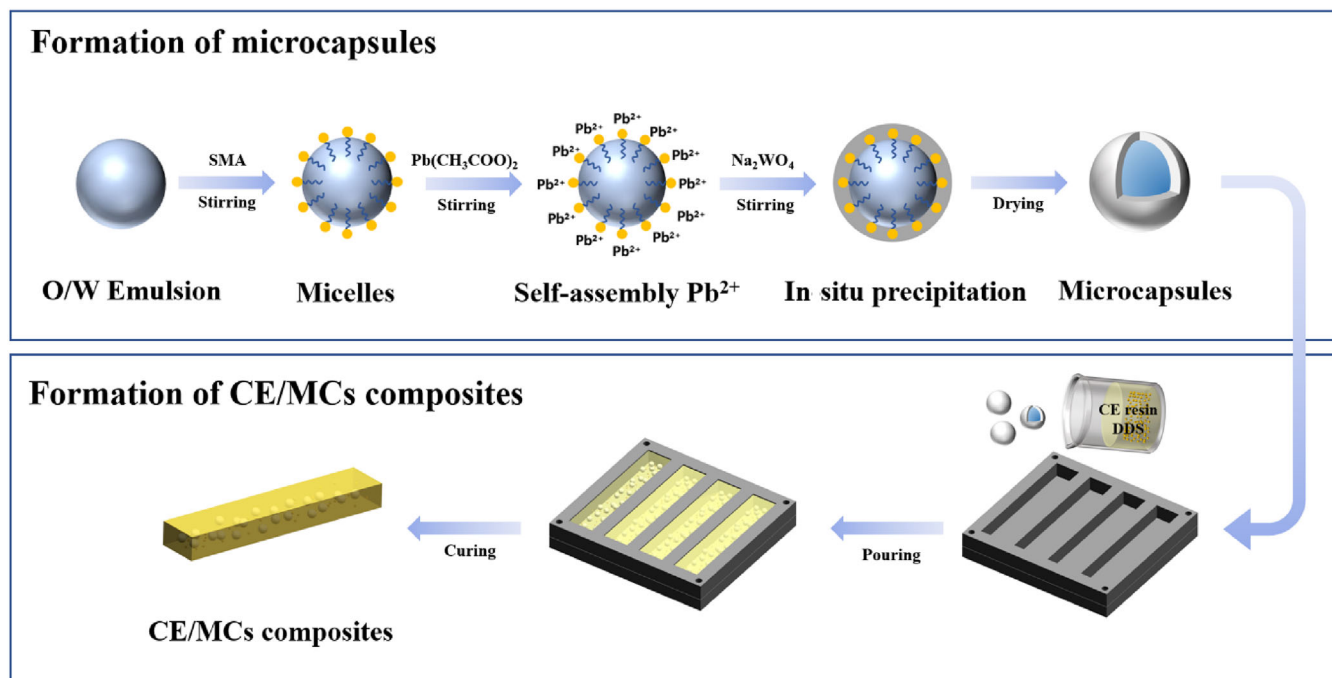 Formation of microcapsules
SMA
Stirring
Pb(CH₃COO)₂
Stirring
Pb²⁺
Pb²⁺
Pb²⁺
Pb²⁺
Pb²⁺
Pb²⁺
Pb²⁺
Pb²⁺
Pb²⁺
Pb²⁺
Pb²⁺
Pb²⁺
Na₂WO₄
Stirring
Drying
O/W Emulsion
Micelles
Self-assembly Pb²⁺
In situ precipitation
Microcapsules
Formation of CE/MCs composites
CE resin
DDS
Curing
Pouring
CE/MCs composites